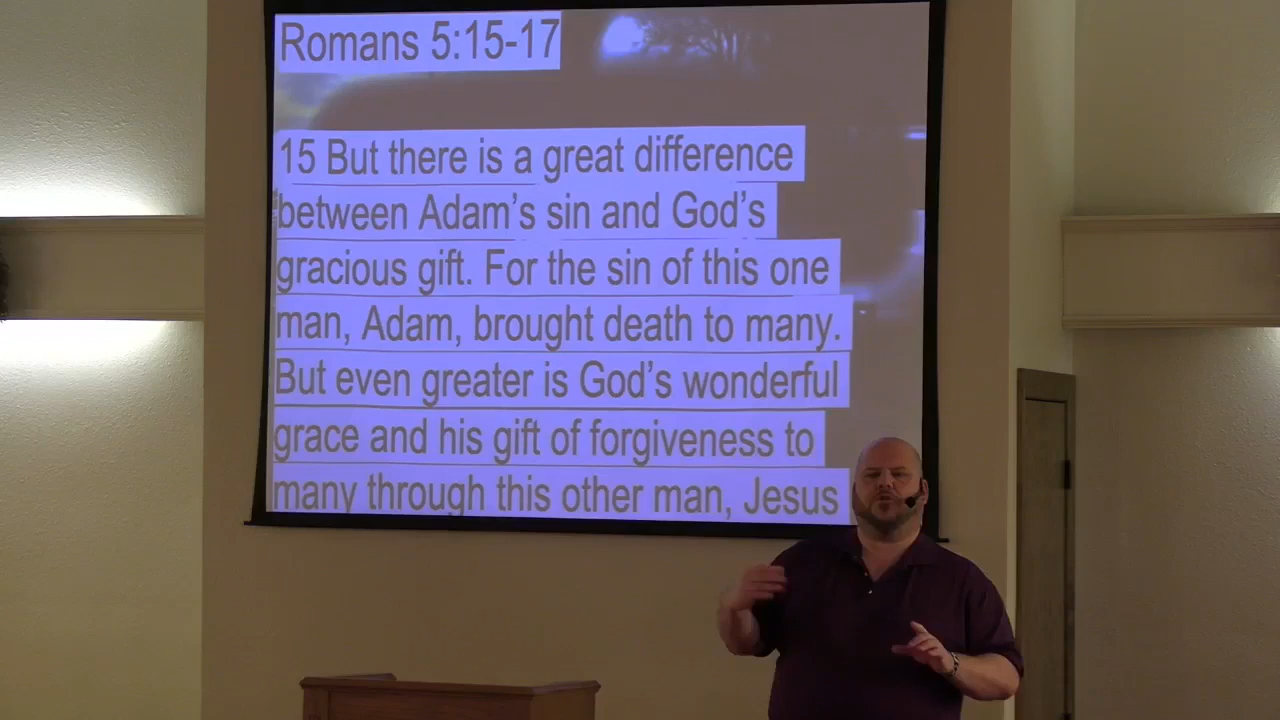 Romans 5:15-17
15 But there is a great difference
between Adam’s sin and God’s
gracious gift. For the sin of this one
man, Adam, brought death to many.
But even greater is God’s wonderful
grace and his gift of forgiveness to
many through this other man, Jesus